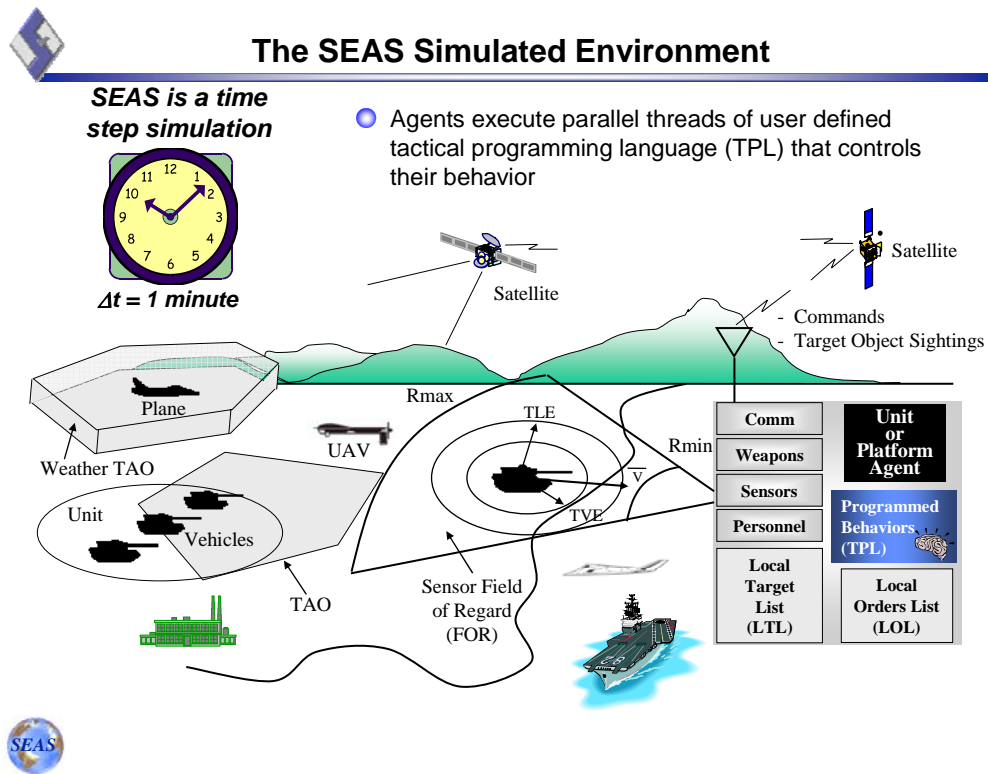 The SEAS Simulated Environment
SEAS is a time
step simulation
12
1
2
3
4
5
6
7
8
9
10
11
Δt = 1 minute
Agents execute parallel threads of user defined
tactical programming language (TPL) that controls
their behavior
Satellite
Satellite
- Commands
- Target Object Sightings
Plane
Weather TAO
UAV
Rmax
TLE
Rmin
V
TVE
Unit
Vehicles
TAO
Sensor Field
of Regard
(FOR)
Comm
Weapons
Sensors
Personnel
Local
Target
List
(LTL)
Unit
or
Platform
Agent
Programmed
Behaviors
(TPL)
Local
Orders List
(LOL)
SEAS